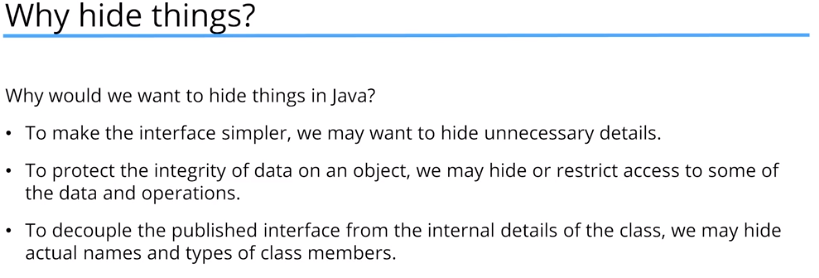 Why hide things?
Why would we want to hide things in Java?
• To make the interface simpler, we may want to hide unnecessary details.
• To protect the integrity of data on an object, we may hide or restrict access to some of
the data and operations.
• To decouple the published interface from the internal details of the class, we may hide
actual names and types of class members.